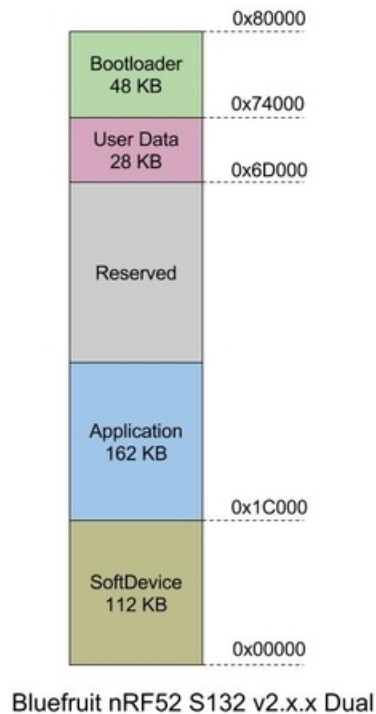 0x80000
Bootloader
48 KB
0x74000
User Data
28 KB
0x6D000
Reserved
Application
162 KB
0x1C000
SoftDevice
112 KB
0x00000
Bluefruit nRF52 S132 v2.x.x Dual